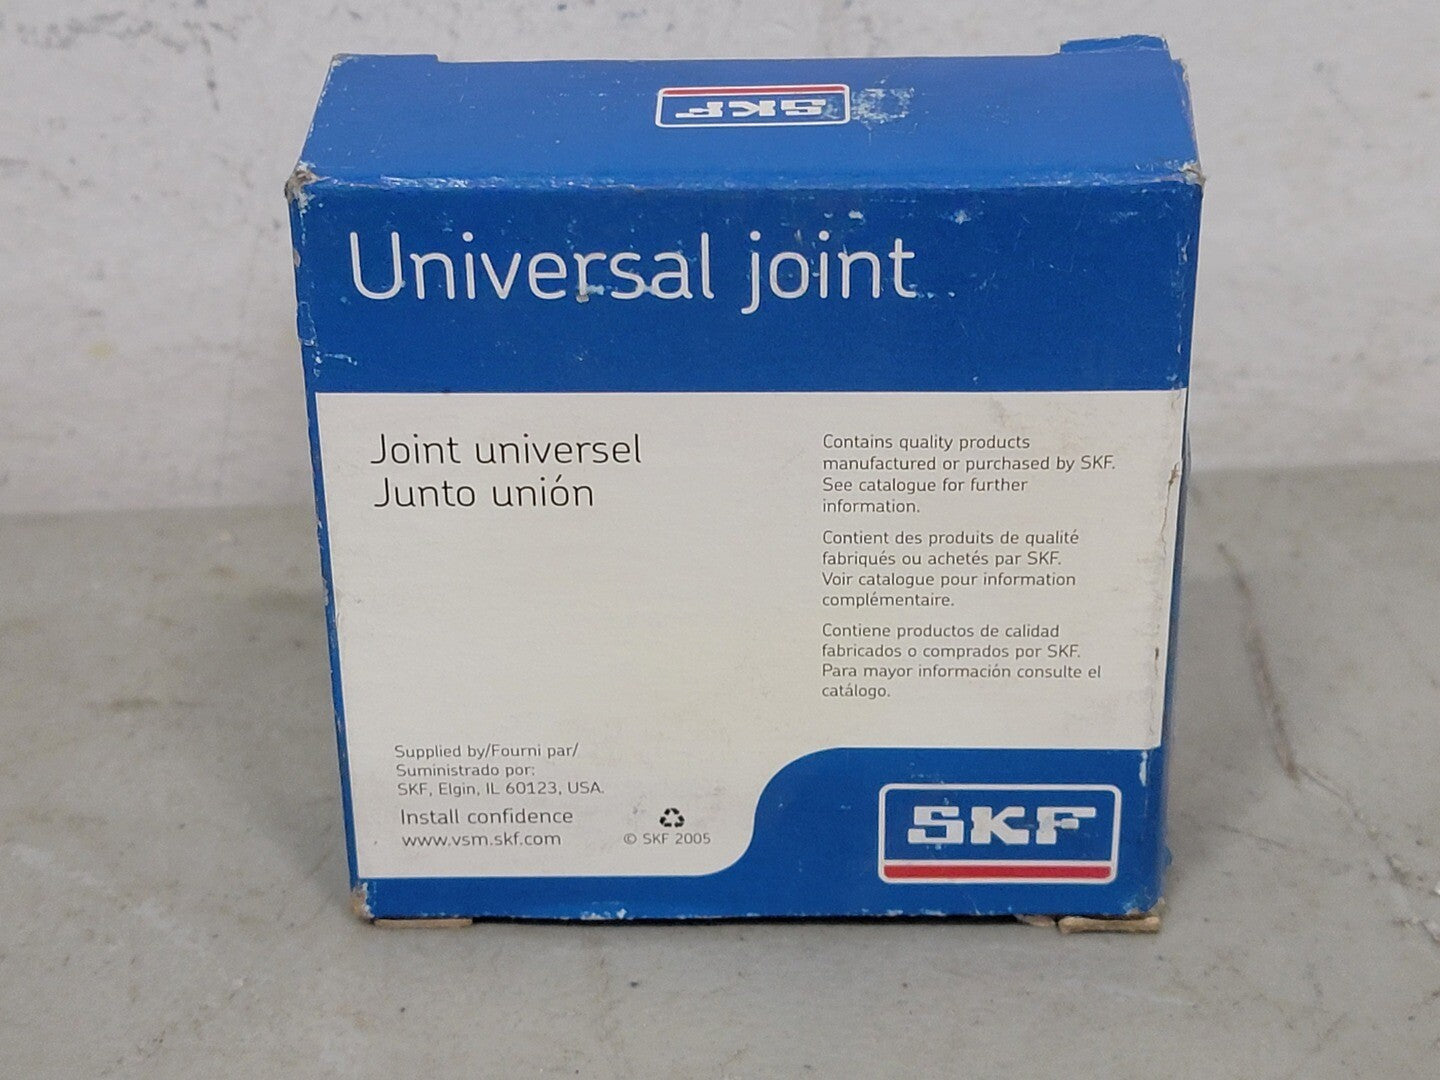 SKF
Universal joint
Joint universel
Junto unión
Contains quality products
manufactured or purchased by SKF.
See catalogue for further
information.
Contient des produits de qualité
fabriqués ou achetés par SKF.
Voir catalogue pour information
complémentaire.
Contiene productos de calidad
fabricados o comprados por SKF.
Para mayor información consulte el
catálogo.
Supplied by/Fourni par/
Suministrado por:
SKF, Elgin, IL 60123, USA.
Install confidence
www.vsm.skf.com
© SKF 2005
SKF